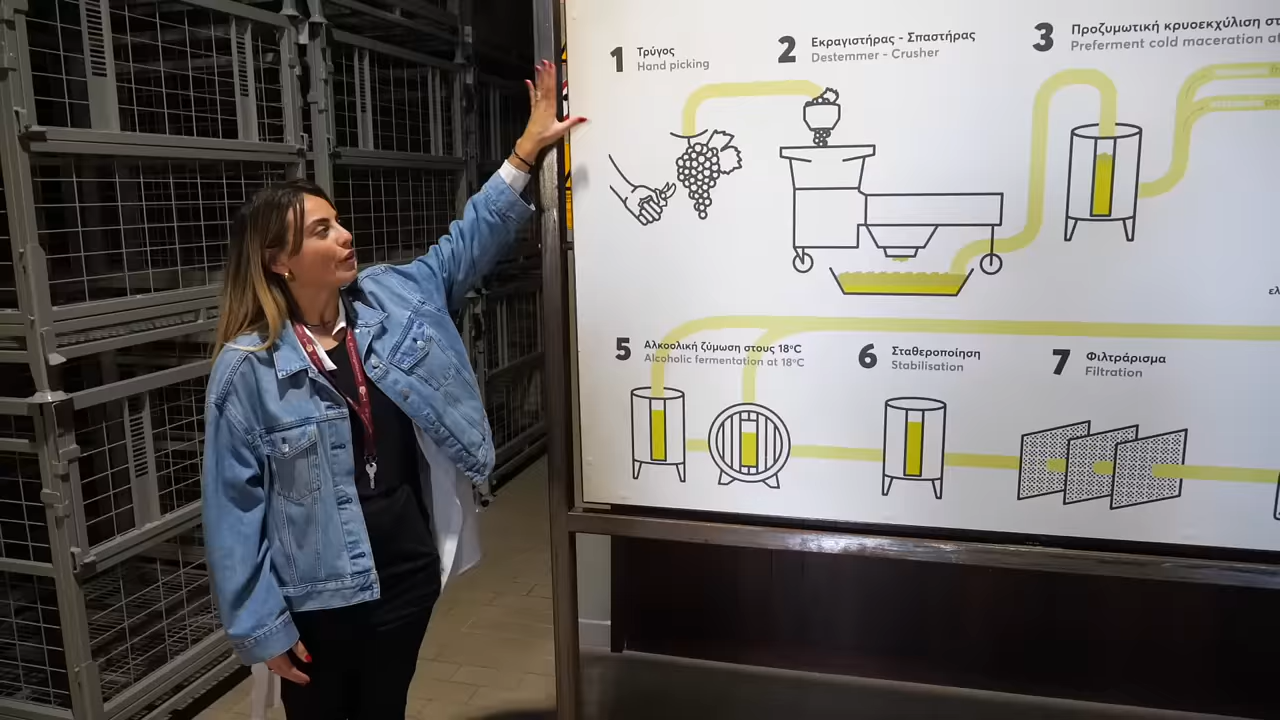 1 Τρύγος
Hand picking
2 Εκραγιστήρας - Σπαστήρας
Destemmer - Crusher
3 Προζυμωτική κρυοεκχύλιση
Preferment cold maceration
5 Αλκοολική ζύμωση στους 18°C
Alcoholic fermentation at 18°C
6 Σταθεροποίηση
Stabilisation
7 Φιλτράρισμα
Filtration